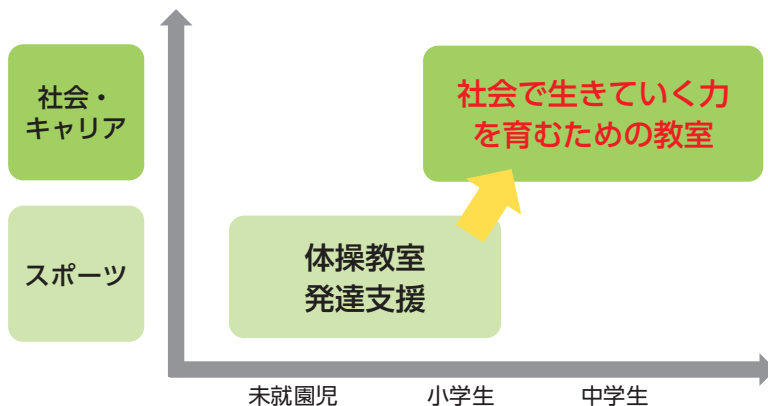 社会・
キャリア
社会で生きていく力
を育むための教室
スポーツ
体操教室
発達支援
未就園児
小学生
中学生